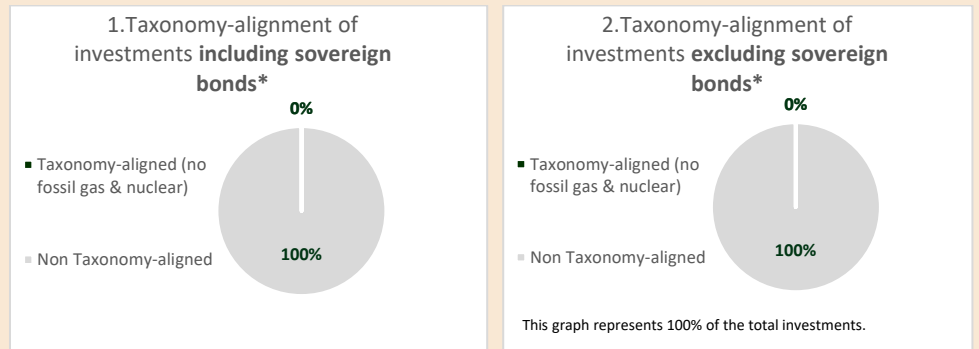 1.Taxonomy-alignment of
investments including sovereign
bonds*
0%
Taxonomy-aligned (no
fossil gas & nuclear)
Non Taxonomy-aligned
100%
2.Taxonomy-alignment of
investments excluding sovereign
bonds*
0%
Taxonomy-aligned (no
fossil gas & nuclear)
Non Taxonomy-aligned
100%
This graph represents 100% of the total investments.